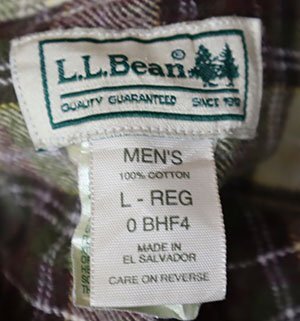 L.L.Bean®
QUALITY GUARANTEED SINCE 1912
MEN'S
100% COTTON
L - REG
0 BHF4
MADE IN
EL SALVADOR
CARE ON REVERSE